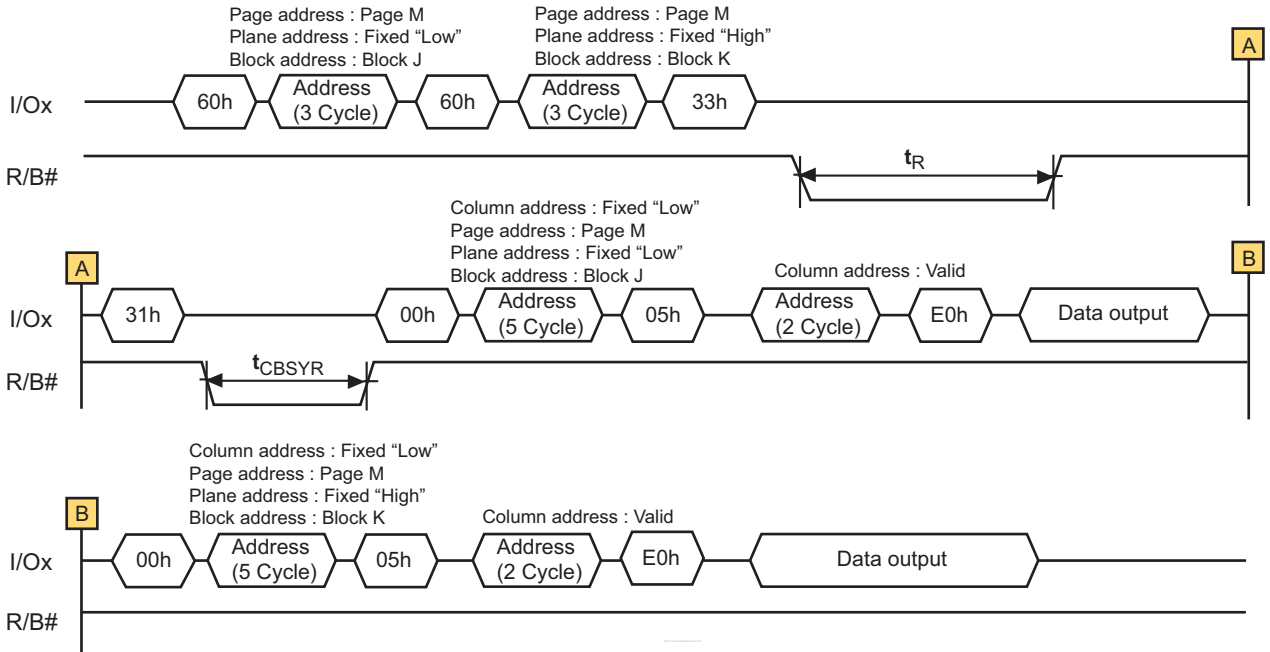 Page address : Page M
Plane address : Fixed “Low”
Block address : Block J
Page address : Page M
Plane address : Fixed “High”
Block address : Block K
A
I/Ox
60h
Address
(3 Cycle)
60h
Address
(3 Cycle)
33h
R/B#
tR
Column address : Fixed “Low”
Page address : Page M
Plane address : Fixed “Low”
Block address : Block J
Column address : Valid
A
B
I/Ox
31h
00h
Address
(5 Cycle)
05h
Address
(2 Cycle)
E0h
Data output
R/B#
tCBSYR
Column address : Fixed “Low”
Page address : Page M
Plane address : Fixed “High”
Block address : Block K
Column address : Valid
B
I/Ox
00h
Address
(5 Cycle)
05h
Address
(2 Cycle)
E0h
Data output
R/B#